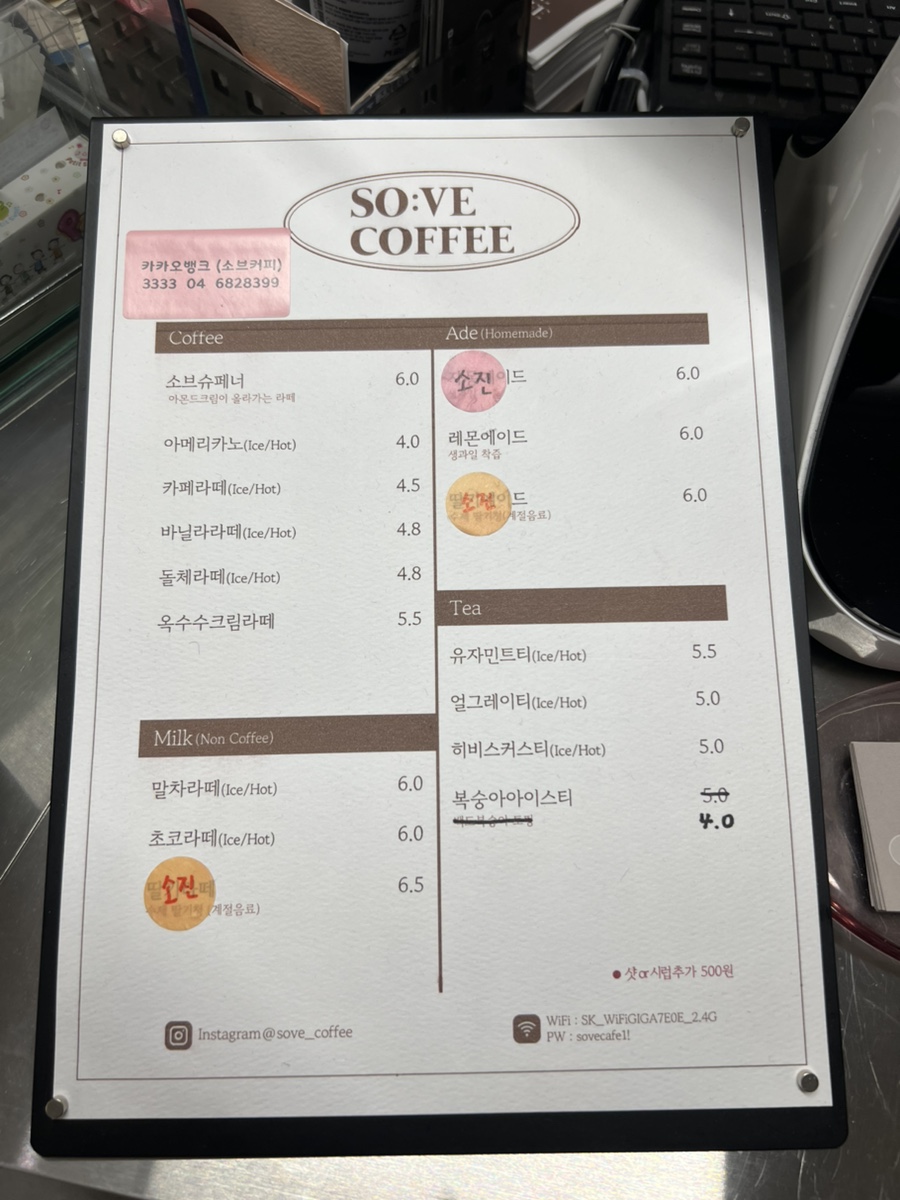 SO:VE
COFFEE
카카오뱅크 (소브커피)
3333 04 6828399
Coffee
소브슈페너 6.0
아몬드크림이 올라가는 라떼
아메리카노(Ice/Hot) 4.0
카페라떼(Ice/Hot) 4.5
바닐라라떼(Ice/Hot) 4.8
돌체라떼(Ice/Hot) 4.8
옥수수크림라떼 5.5
Milk (Non Coffee)
말차라떼(Ice/Hot) 6.0
초코라떼(Ice/Hot) 6.0
소진 6.5
(계절음료)
Ade (Homemade)
소진 이드 6.0
레몬에이드 6.0
생과일 착즙
소진 이드 6.0
(계절음료)
Tea
유자민트티(Ice/Hot) 5.5
얼그레이티(Ice/Hot) 5.0
히비스커스티(Ice/Hot) 5.0
복숭아아이스티 5.0
4.0
샷or시럽추가 500원
Instagram@sove_coffee
WiFi : SK_WiFiGIGA7E0E_2.4G
PW : sovecafe1!